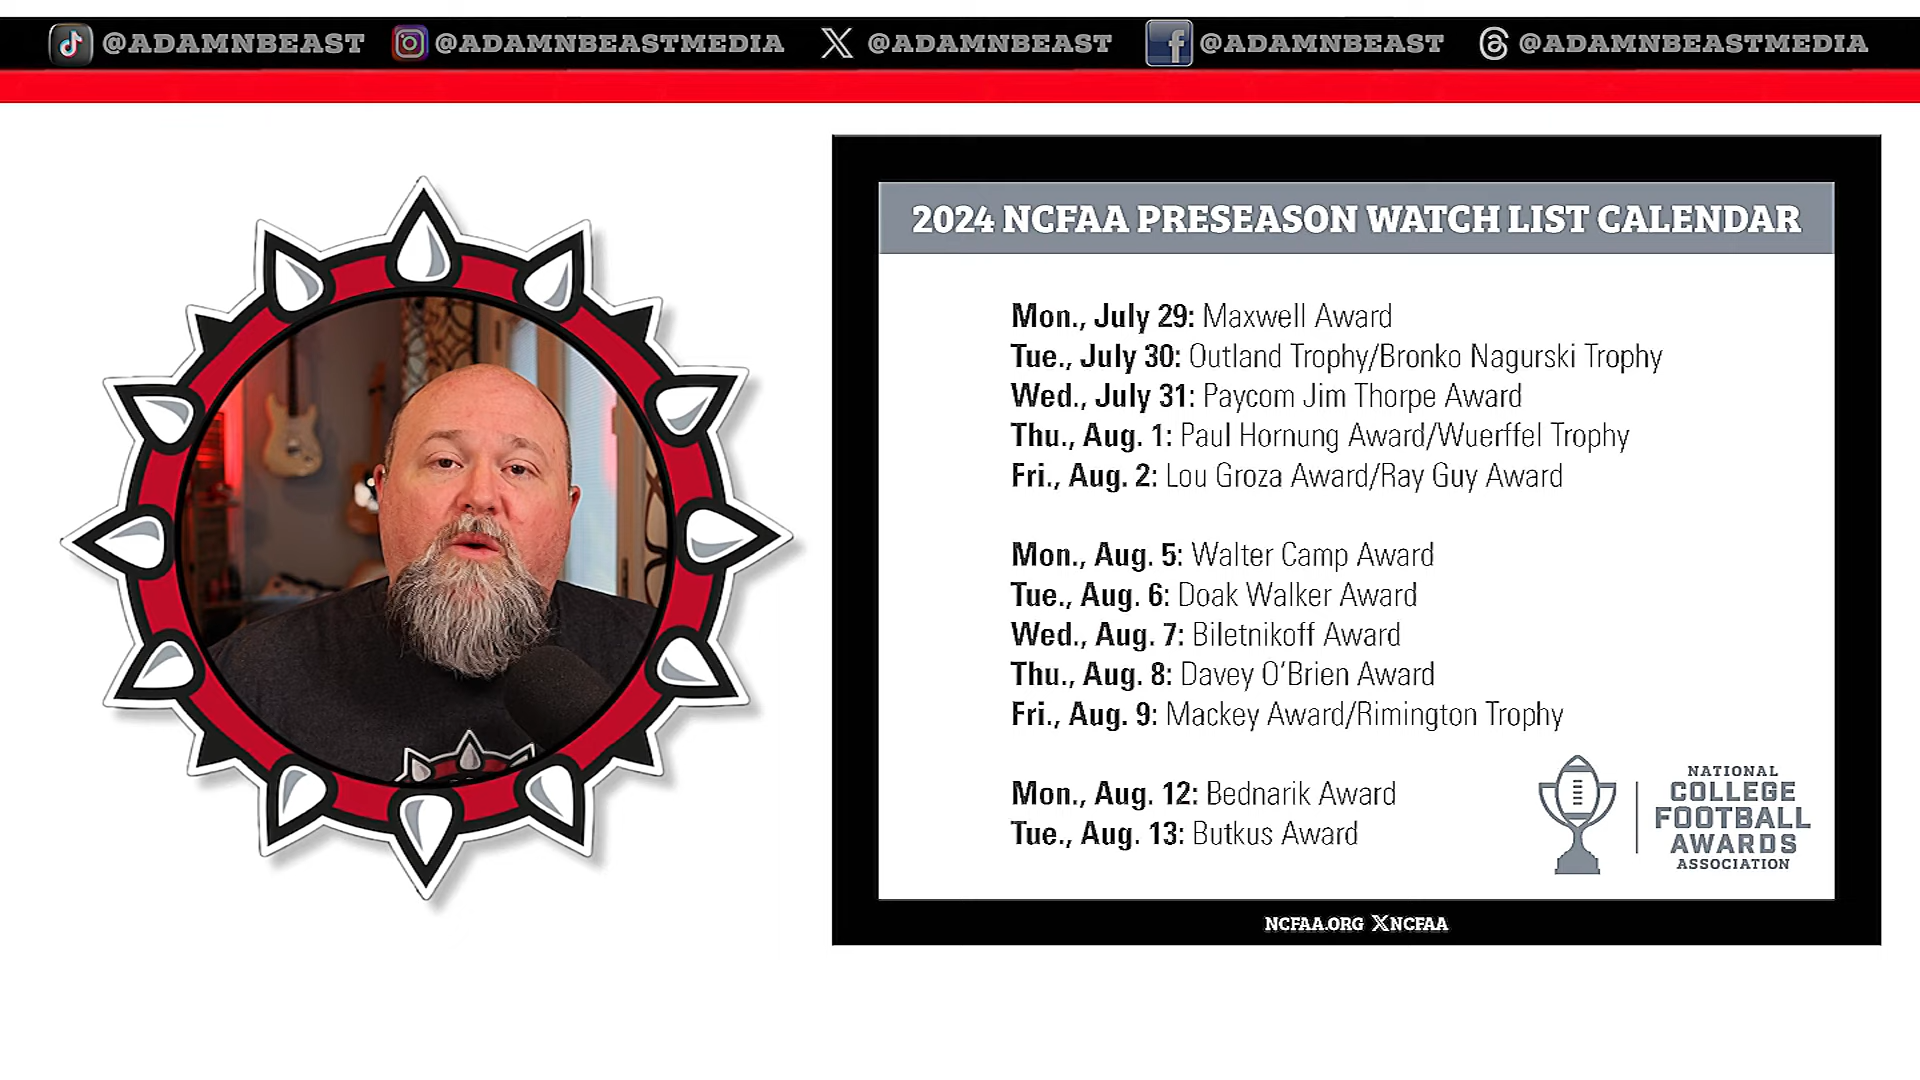 @ADAMNBEAST @ADAMNBEASTMEDIA @ADAMNBEAST @ADAMNBEAST @ADAMNBEASTMEDIA
2024 NCFAA PRESEASON WATCH LIST CALENDAR
Mon., July 29: Maxwell Award
Tue., July 30: Outland Trophy/Bronko Nagurski Trophy
Wed., July 31: Paycom Jim Thorpe Award
Thu., Aug. 1: Paul Hornung Award/Wuerffel Trophy
Fri., Aug. 2: Lou Groza Award/Ray Guy Award
Mon., Aug. 5: Walter Camp Award
Tue., Aug. 6: Doak Walker Award
Wed., Aug. 7: Biletnikoff Award
Thu., Aug. 8: Davey O'Brien Award
Fri., Aug. 9: Mackey Award/Rimington Trophy
Mon., Aug. 12: Bednarik Award
Tue., Aug. 13: Butkus Award
NATIONAL
COLLEGE
FOOTBALL
AWARDS
ASSOCIATION
NCFAA.ORG XNCFAA